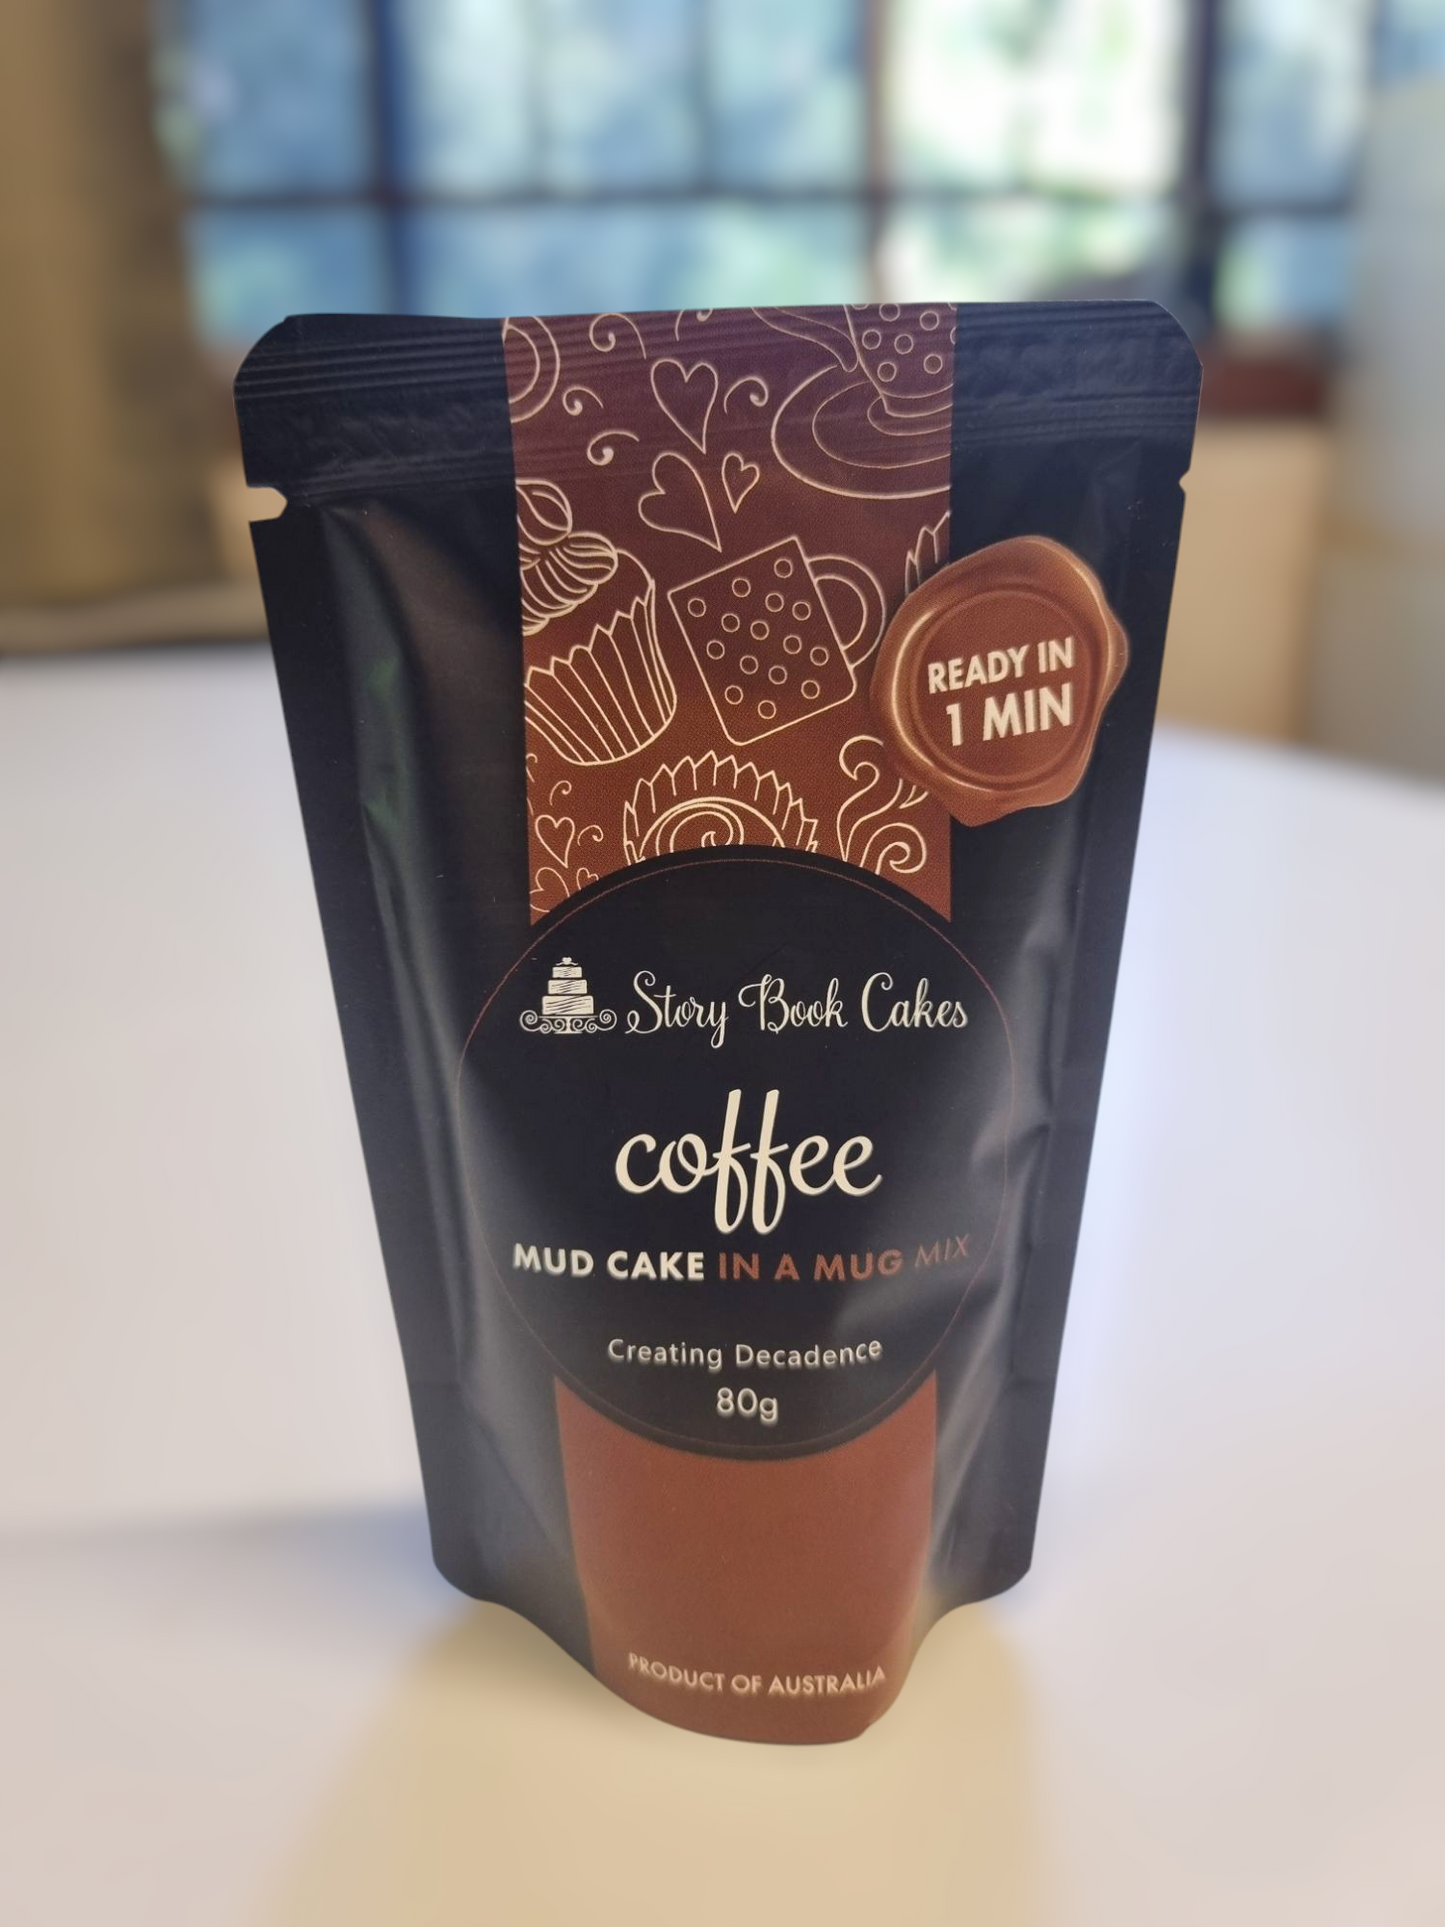 READY IN
1 MIN
Story Book Cakes
coffee
MUD CAKE IN A MUG MIX
Creating Decadence
80g
PRODUCT OF AUSTRALIA